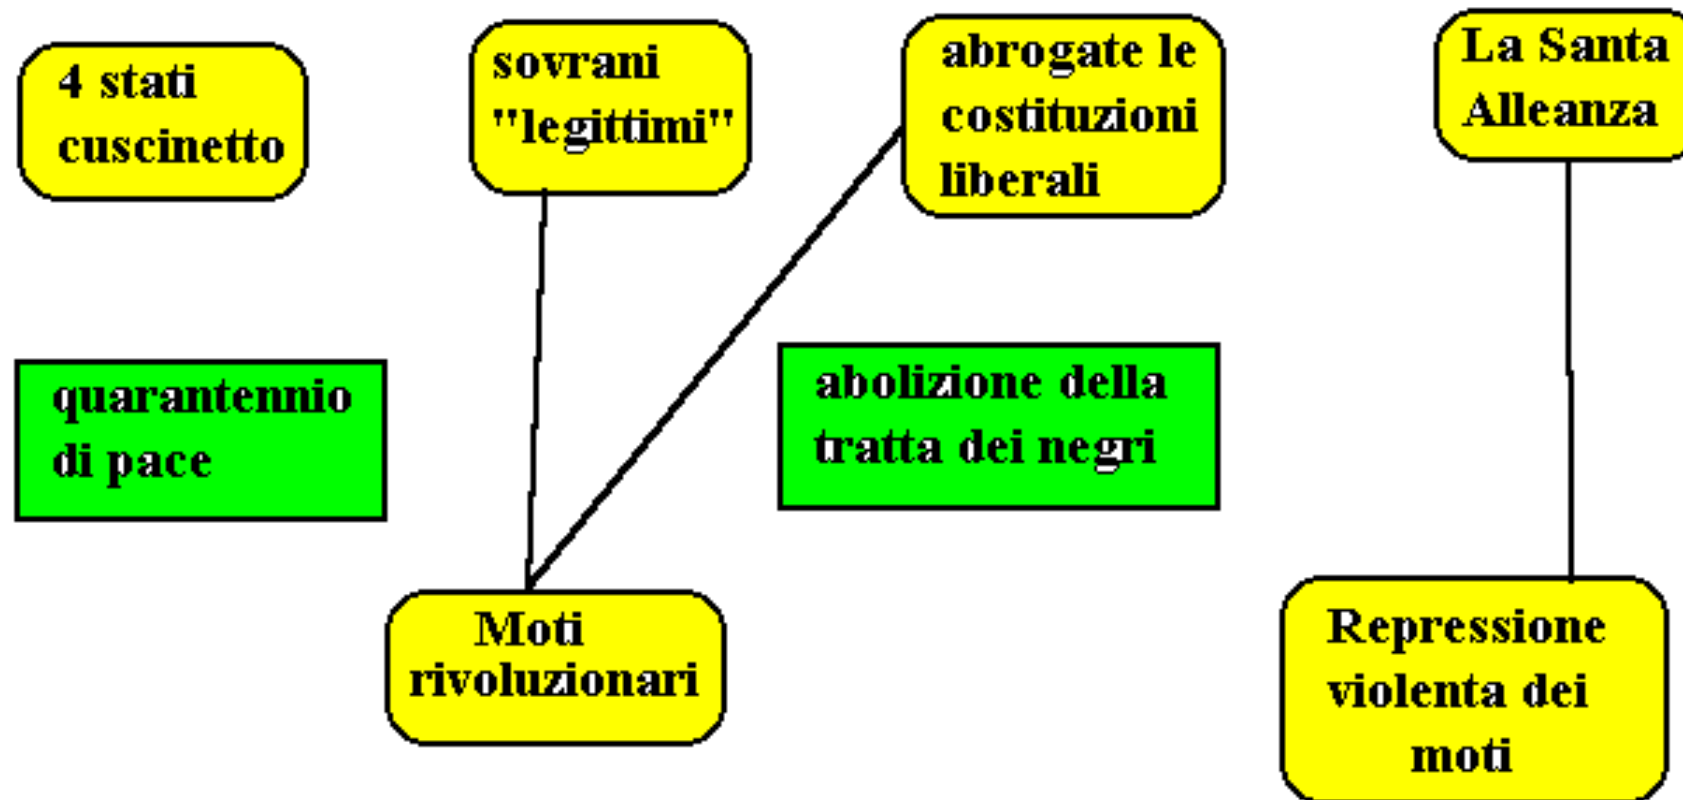 4 stati
cuscinetto
sovrani
"legittimi"
abrogate le
costituzioni
liberali
La Santa
Alleanza
quarantennio
di pace
abolizione della
tratta dei negri
Moti
rivoluzionari
Repressione
violenta dei
moti